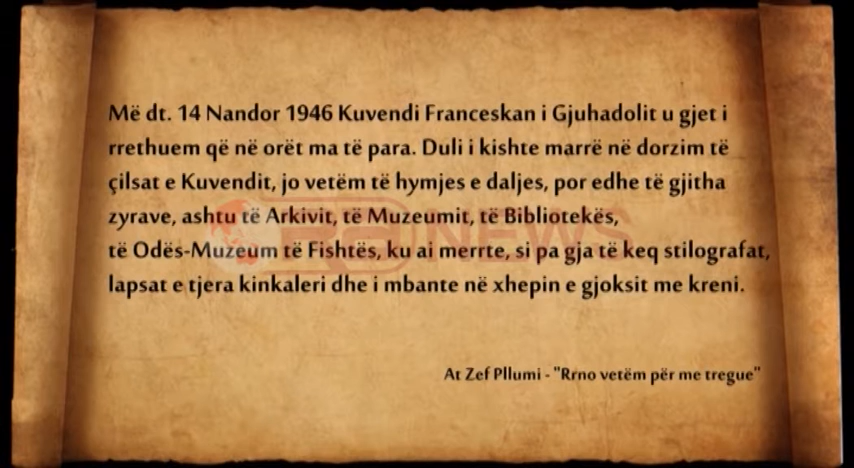 Më dt. 14 Nandor 1946 Kuvendi Franceskan i Gjuhadolit u gjet i
rrethuem që në orët ma të para. Duli i kishte marrë në dorzim të
çilsat e Kuvendit, jo vetëm të hymjes e daljes, por edhe të gjitha
zyrave, ashtu të Arkivit, të Muzeumit, të Bibliotekës,
të Odës-Muzeum të Fishtës, ku ai merrte, si pa gja të keq stilografat,
lapsat e tjera kinkaleri dhe i mbante në xhepin e gjoksit me kreni.
NEWS
At Zef Pllumi - "Rrno vetëm për me tregue"